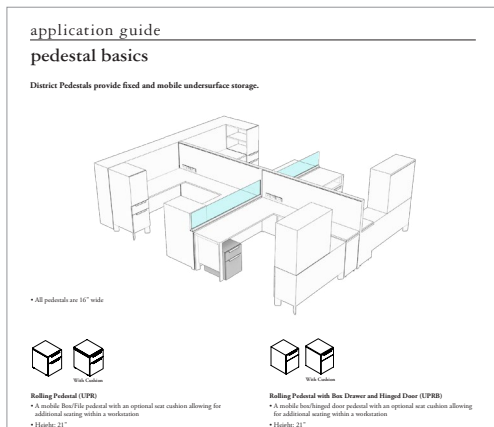 application guide
pedestal basics
District Pedestals provide fixed and mobile undersurface storage.
• All pedestals are 16" wide
With Cushion
With Cushion
Rolling Pedestal (UPR)
• A mobile Box/File pedestal with an optional seat cushion allowing for
additional seating within a workstation
• Height: 21"
Rolling Pedestal with Box Drawer and Hinged Door (UPRB)
• A mobile box/hinged door pedestal with an optional seat cushion allowing
for additional seating within a workstation
• Height: 21"